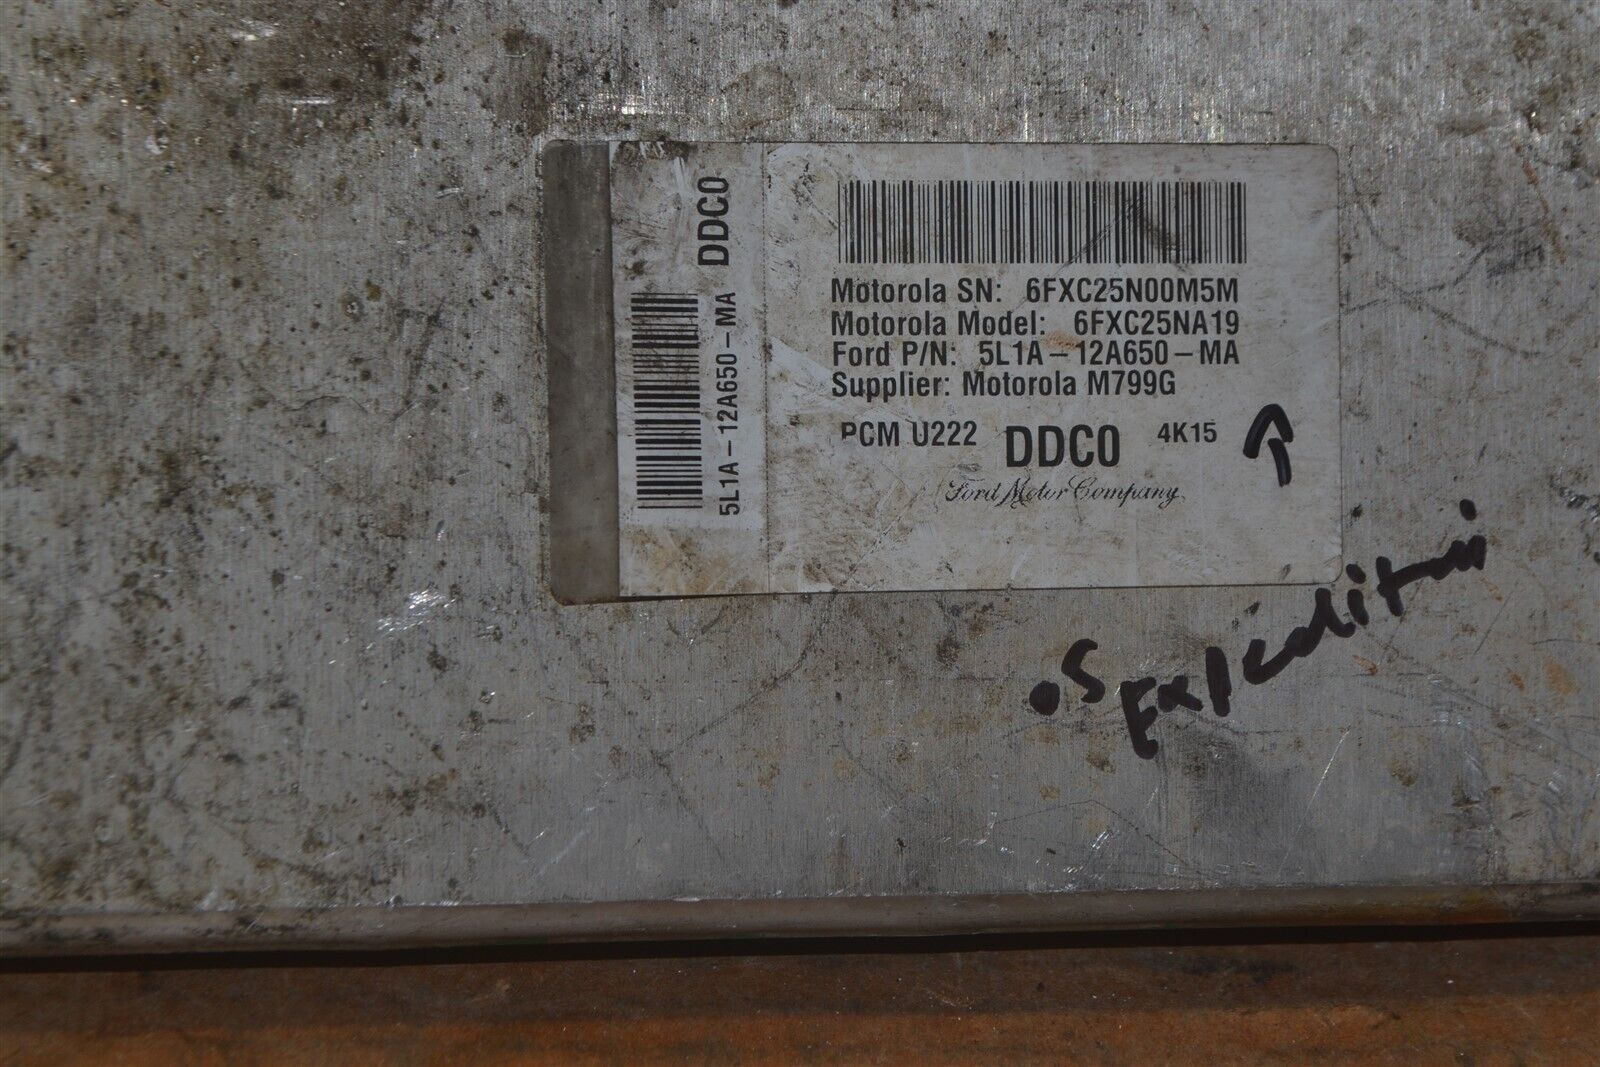 DDC0
5L1A-12A650-MA
Motorola SN: 6FXC25N00M5M
Motorola Model: 6FXC25NA19
Ford P/N: 5L1A-12A650-MA
Supplier: Motorola M799G
PCM U222 DDC0 4K15
Ford Motor Company
05
Expedition